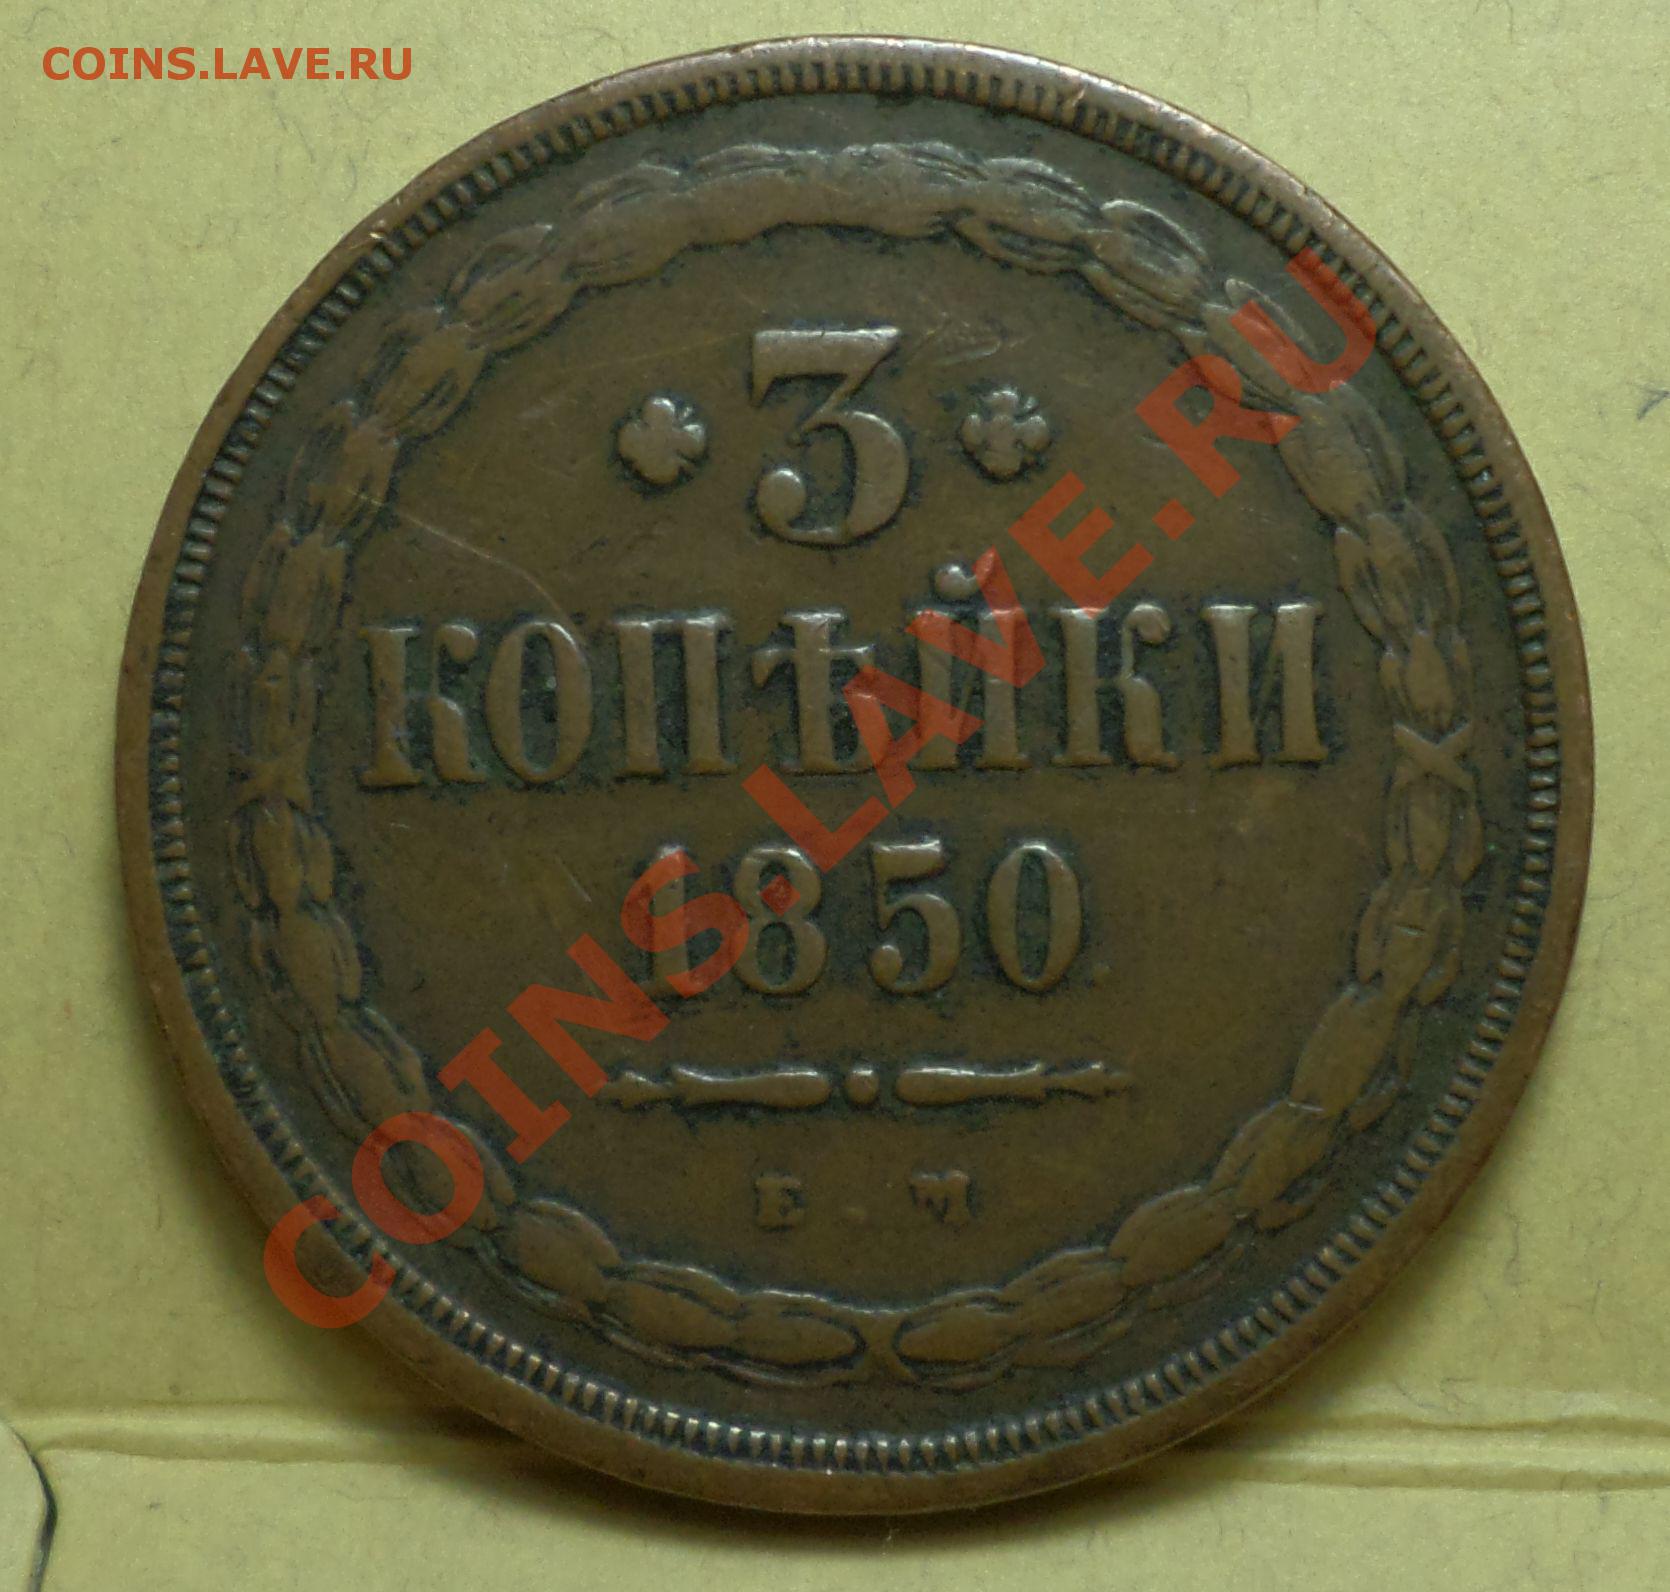 COINS.LAVE.RU
3
КОПѢЙКИ
1850.
Е. М
COINS.LAVE.RU